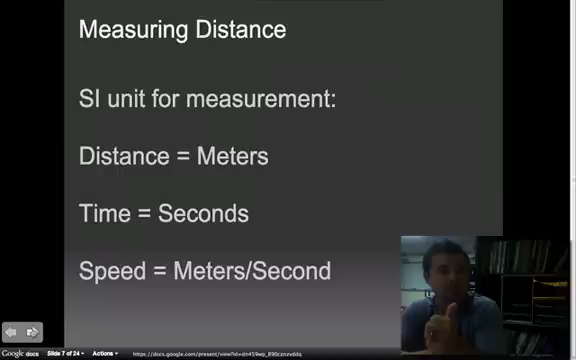 Measuring Distance
SI unit for measurement:
Distance = Meters
Time = Seconds
Speed = Meters/Second
Google docs Slide 7 of 24 Actions